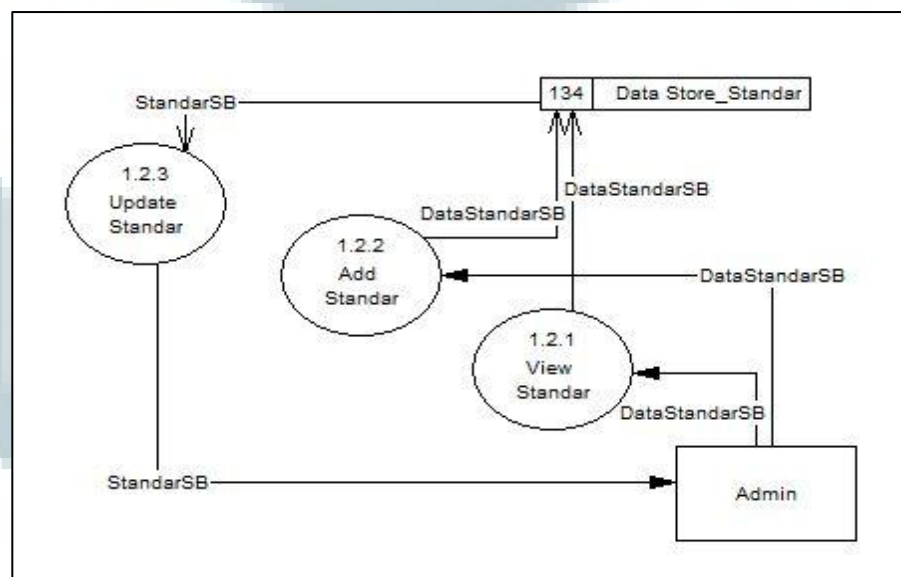 134 Data Store_Standar
StandarSB
1.2.3
Update
Standar
DataStandarSB
DataStandarSB
1.2.2
Add
Standar
DataStandarSB
1.2.1
View
Standar
DataStandarSB
StandarSB
Admin